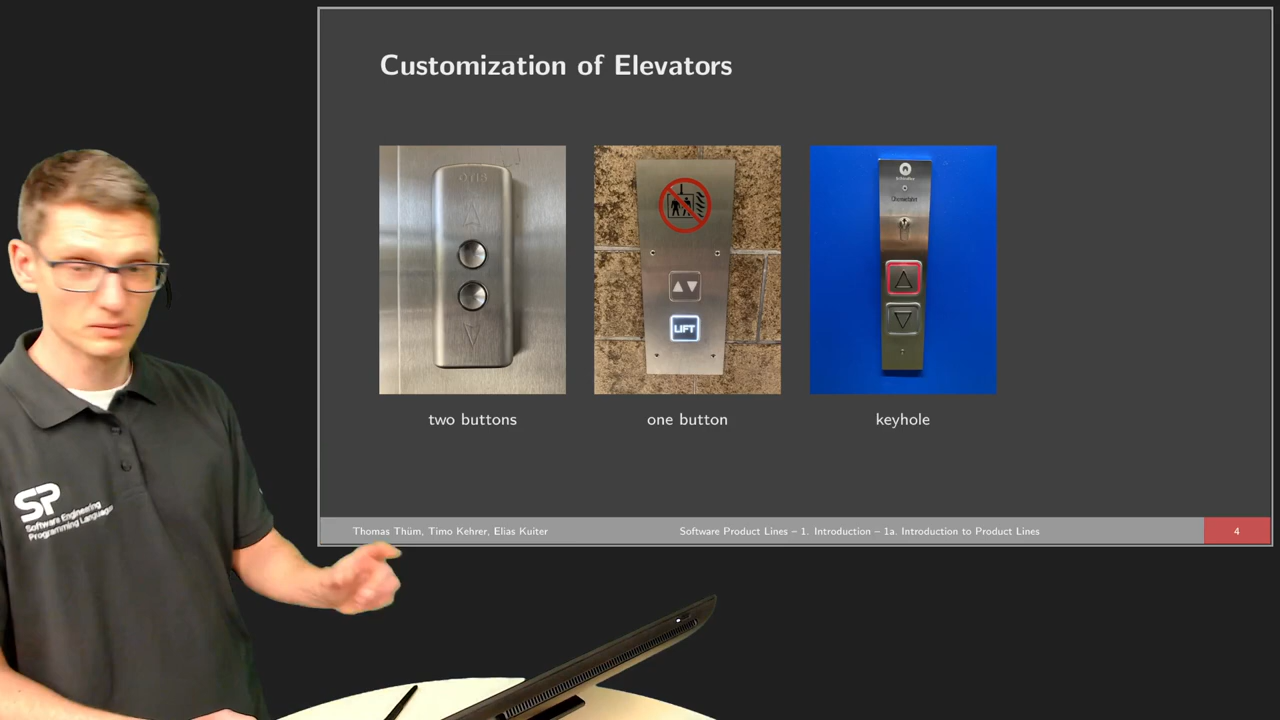 Customization of Elevators
OTIS
LIFT
two buttons
one button
keyhole
SP
Software Engineering
Programming Languages
Thomas Thüm, Timo Kehrer, Elias Kuiter
Software Product Lines – 1. Introduction – 1a. Introduction to Product Lines
4